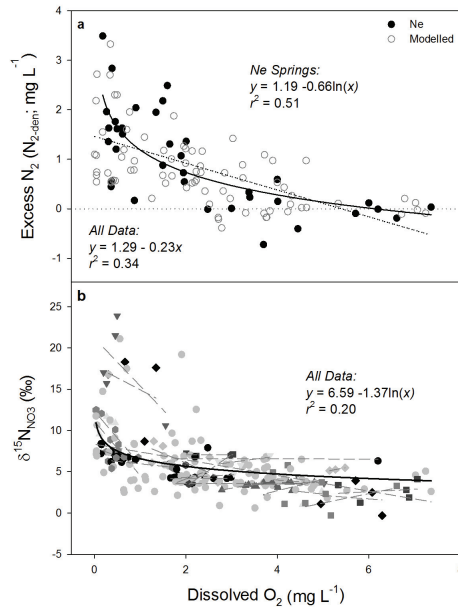 a
Ne
Modelled
Ne Springs:
y = 1.19 -0.66ln(x)
r² = 0.51
All Data:
y = 1.29 - 0.23x
r² = 0.34
Excess N₂ (N₂-den; mg L⁻¹)
4
3
2
1
0
-1
b
All Data:
y = 6.59 -1.37ln(x)
r² = 0.20
δ¹⁵N_NO3 (‰)
25
20
15
10
5
0
-5
0 2 4 6 8
Dissolved O₂ (mg L⁻¹)